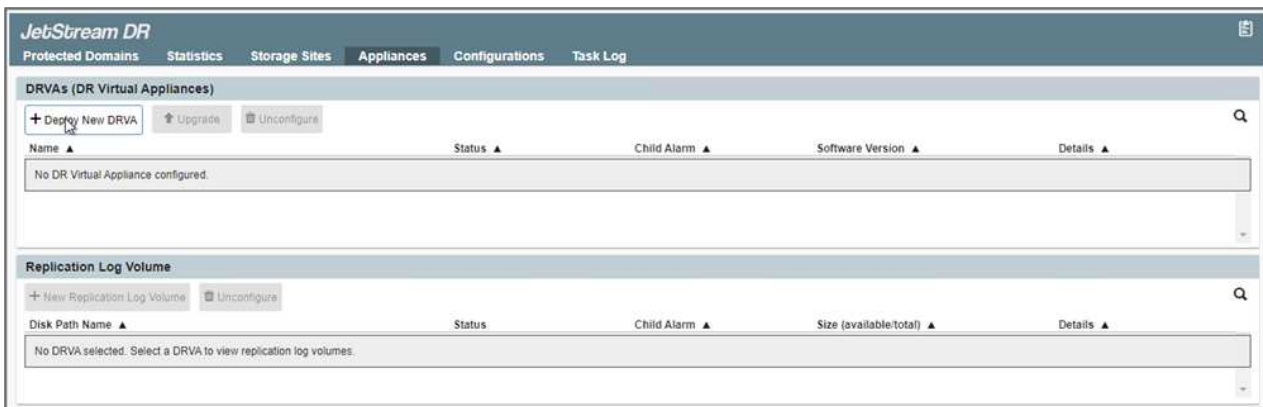 JetStream DR
Protected Domains Statistics Storage Sites Appliances Configurations Task Log
DRVAs (DR Virtual Appliances)
+ Deploy New DRVA Upgrade Unconfigure
Name ▲ Status ▲ Child Alarm ▲ Software Version ▲ Details ▲
No DR Virtual Appliance configured.
Replication Log Volume
+ New Replication Log Volume Unconfigure
Disk Path Name ▲ Status Child Alarm ▲ Size (available/total) ▲ Details ▲
No DRVA selected. Select a DRVA to view replication log volumes.